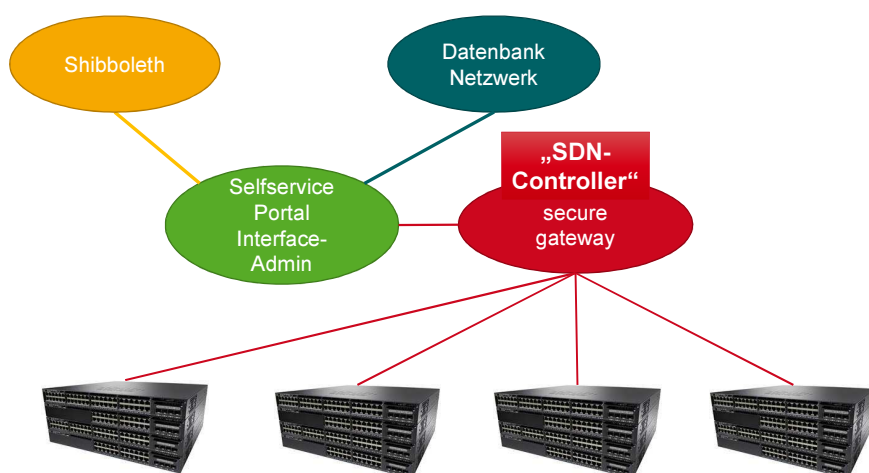 Shibboleth
Datenbank
Netzwerk
„SDN-
Controller“
secure
gateway
Selfservice
Portal
Interface-
Admin